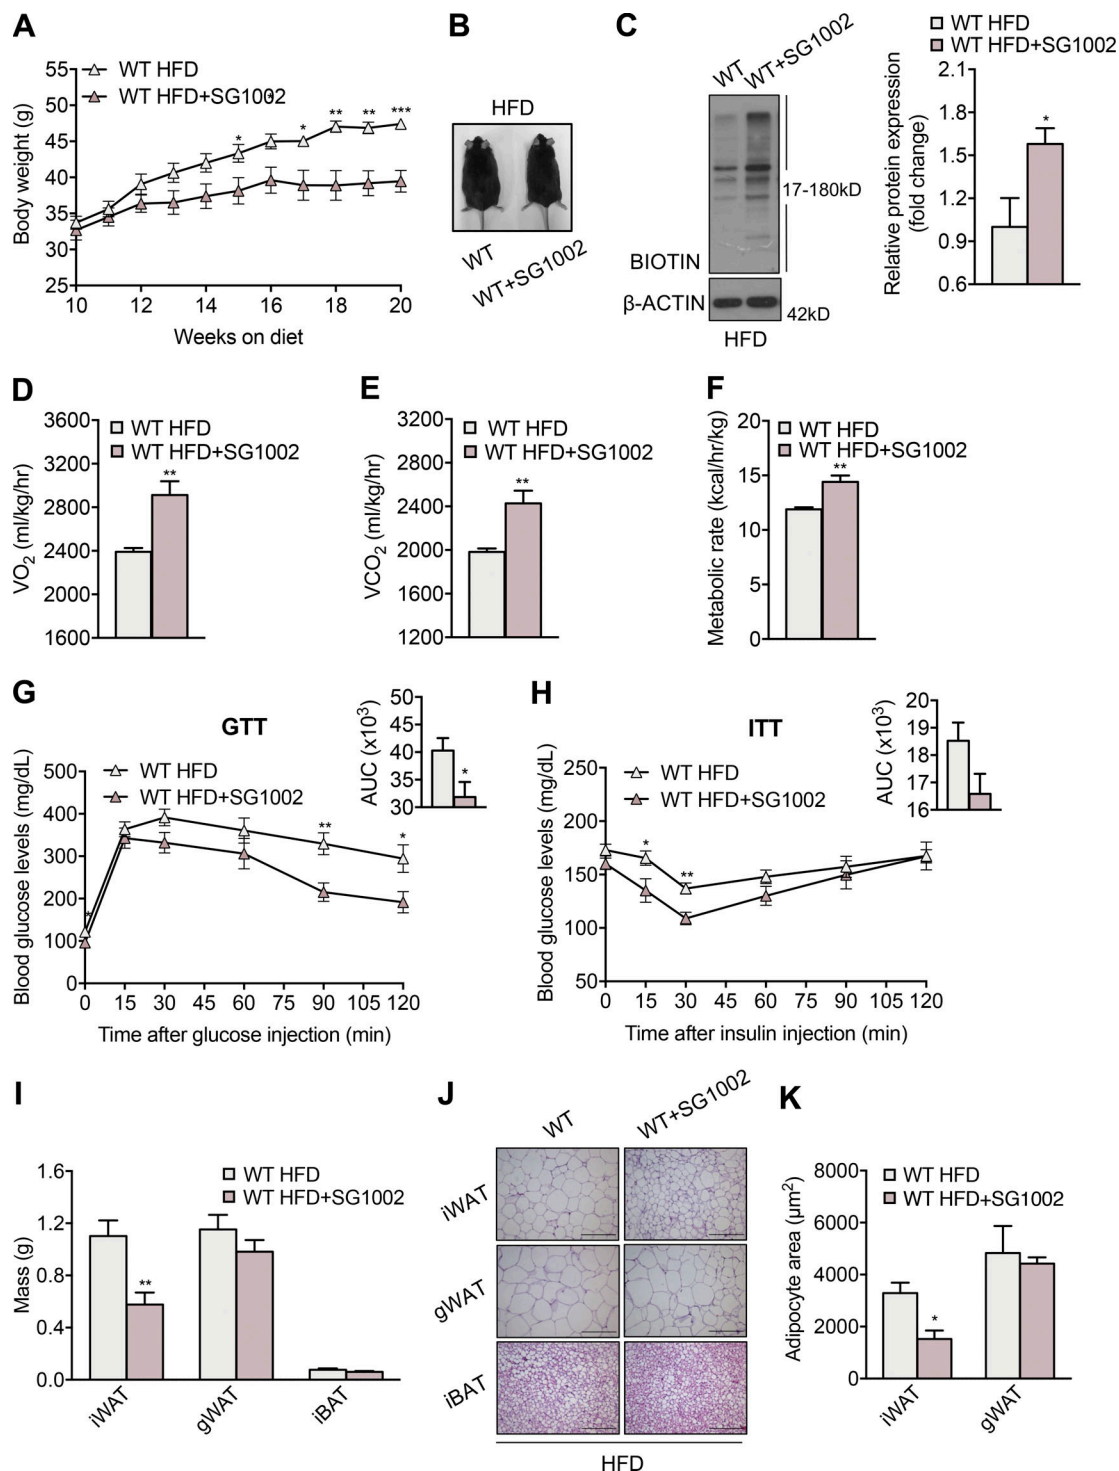 A
WT HFD
WT HFD+SG1002
Body weight (g)
55
50
45
40
35
30
25
*
*
**
**
***
10
12
14
16
18
20
Weeks on diet
B
HFD
WT
WT+SG1002
C
WT
WT+SG1002
17-180kD
BIOTIN
β-ACTIN
42kD
HFD
WT HFD
WT HFD+SG1002
Relative protein expression
(fold change)
2.1
1.8
1.5
1.2
0.9
0.6
*
D
VO2 (ml/kg/hr)
3600
3200
2800
2400
2000
1600
WT HFD
WT HFD+SG1002
**
E
VCO2 (ml/kg/hr)
3200
2800
2400
2000
1600
1200
WT HFD
WT HFD+SG1002
**
F
Metabolic rate (kcal/hr/kg)
20
15
10
5
0
WT HFD
WT HFD+SG1002
**
G
GTT
WT HFD
WT HFD+SG1002
Blood glucose levels (mg/dL)
500
400
300
200
100
0
*
**
*
0
15
30
45
60
75
90
105
120
Time after glucose injection (min)
AUC (x10³)
50
45
40
35
30
*
H
ITT
WT HFD
WT HFD+SG1002
Blood glucose levels (mg/dL)
250
200
150
100
50
*
**
0
15
30
45
60
75
90
105
120
Time after insulin injection (min)
AUC (x10³)
20
19
18
17
16
I
Mass (g)
1.6
1.2
0.8
0.4
0.0
WT HFD
WT HFD+SG1002
**
iWAT
gWAT
iBAT
J
WT
WT+SG1002
iWAT
gWAT
iBAT
HFD
K
Adipocyte area (µm²)
8000
6000
4000
2000
0
WT HFD
WT HFD+SG1002
*
iWAT
gWAT